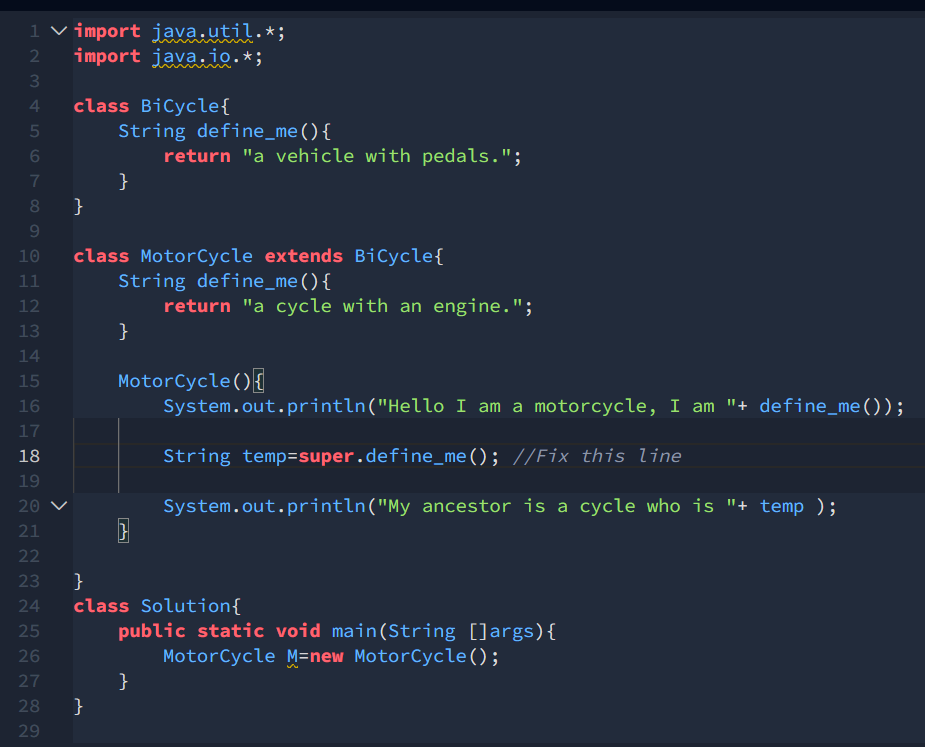 1 import java.util.*;
2 import java.io.*;
3
4 class BiCycle{
5     String define_me(){
6         return "a vehicle with pedals.";
7     }
8 }
9
10 class MotorCycle extends BiCycle{
11     String define_me(){
12         return "a cycle with an engine.";
13     }
14
15     MotorCycle(){
16         System.out.println("Hello I am a motorcycle, I am "+ define_me());
17
18         String temp=super.define_me(); //Fix this line
19
20         System.out.println("My ancestor is a cycle who is "+ temp );
21     }
22
23 }
24 class Solution{
25     public static void main(String []args){
26         MotorCycle M=new MotorCycle();
27     }
28 }
29